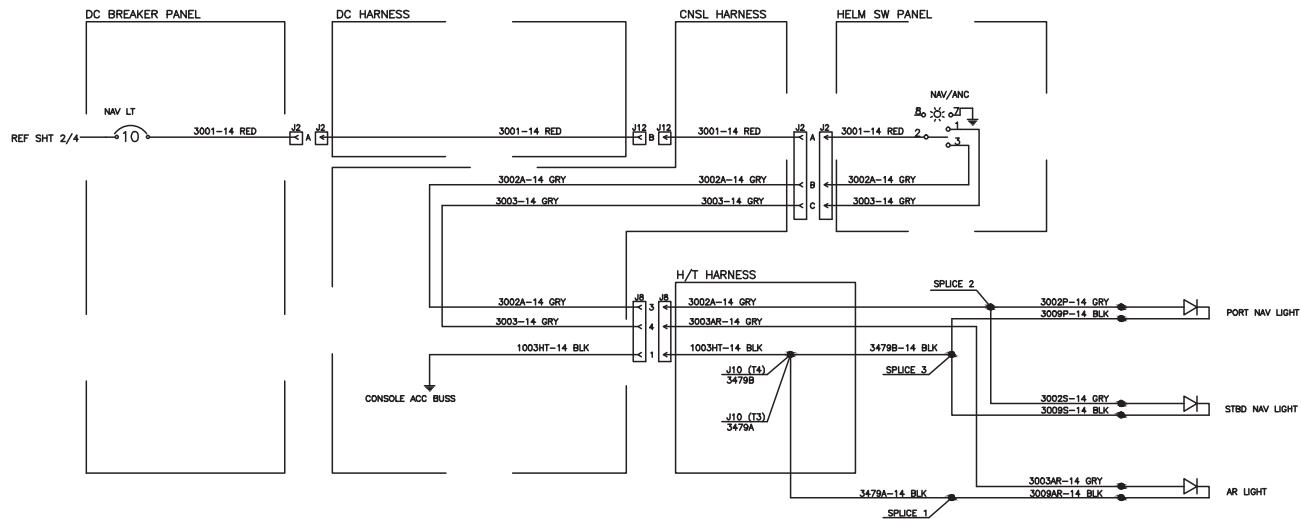 DC BREAKER PANEL
DC HARNESS
CNSL HARNESS
HELM SW PANEL
NAV LT
NAV/ANC
8 7
REF SHT 2/4
10
3001-14 RED
J2 J2
A
3001-14 RED
J12 J12
B
3001-14 RED
J2 J2
A
3001-14 RED
2
1
3
3002A-14 GRY
3002A-14 GRY
B
3002A-14 GRY
3003-14 GRY
3003-14 GRY
C
3003-14 GRY
H/T HARNESS
SPLICE 2
3002A-14 GRY
J8 J8
3
3002A-14 GRY
3002P-14 GRY
3009P-14 BLK
PORT NAV LIGHT
3003-14 GRY
4
3003AR-14 GRY
1003HT-14 BLK
1
1003HT-14 BLK
3479B-14 BLK
J10 (T4)
3479B
SPLICE 3
CONSOLE ACC BUSS
3002S-14 GRY
3009S-14 BLK
STBD NAV LIGHT
J10 (T3)
3479A
3003AR-14 GRY
3479A-14 BLK
3009AR-14 BLK
AR LIGHT
SPLICE 1